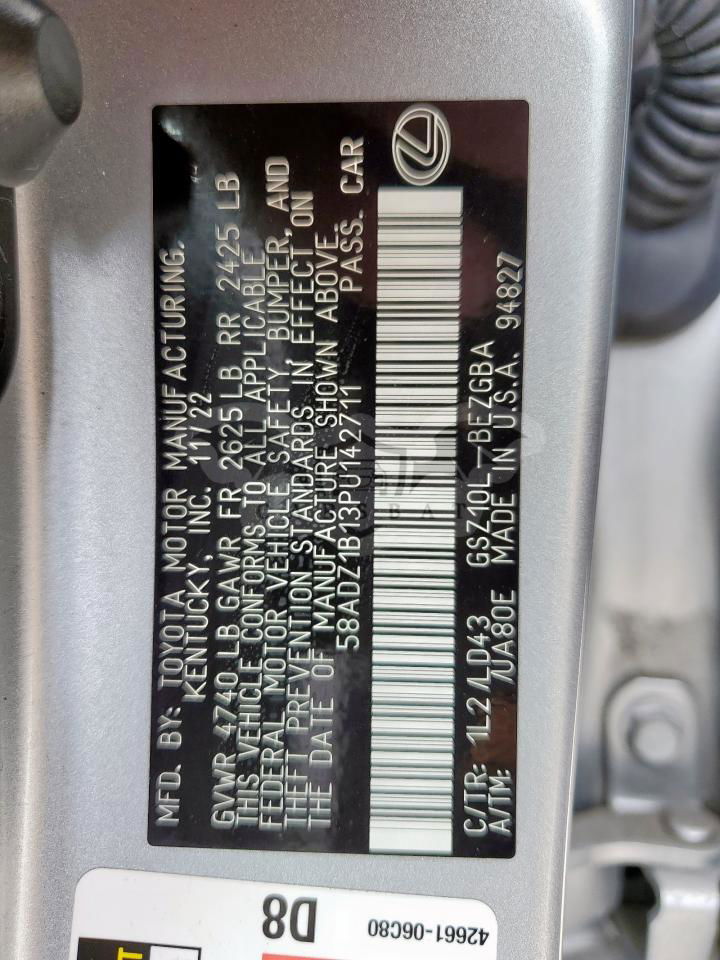 MFD. BY: TOYOTA MOTOR MANUFACTURING.
KENTUCKY, INC. 11/22
GVWR 4740 LB GAWR FR 2625 LB RR 2425 LB
THIS VEHICLE CONFORMS TO ALL APPLICABLE
FEDERAL MOTOR VEHICLE SAFETY, BUMPER, AND
THEFT PREVENTION STANDARDS IN EFFECT ON
THE DATE OF MANUFACTURE SHOWN ABOVE.
58ADZ1B13PU142711 PASS. CAR
C/TR: 1L2 /LD43 GSZ10L-BEZGBA
A/TM: /UA80E MADE IN U.S.A. 94827
D8
42661-06C80